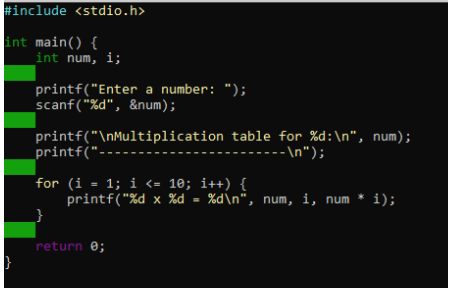 #include <stdio.h>
int main() {
    int num, i;
    printf("Enter a number: ");
    scanf("%d", &num);
    printf("\nMultiplication table for %d:\n", num);
    printf("------------------------\n");
    for (i = 1; i <= 10; i++) {
        printf("%d x %d = %d\n", num, i, num * i);
    }
    return 0;
}